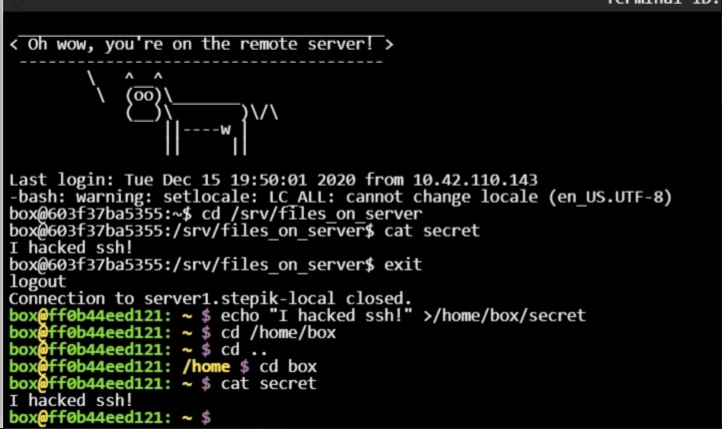 Terminal ID:
< Oh wow, you're on the remote server! >
------------------------------------
\   ^__^
\  (oo)\_______
(__)\       )\/\
||----w |
||     ||
Last login: Tue Dec 15 19:50:01 2020 from 10.42.110.143
-bash: warning: setlocale: LC_ALL: cannot change locale (en_US.UTF-8)
box@603f37ba5355:~$ cd /srv/files_on_server
box@603f37ba5355:/srv/files_on_server$ cat secret
I hacked ssh!
box@603f37ba5355:/srv/files_on_server$ exit
logout
Connection to server1.stepik-local closed.
box@ff0b44eed121: ~ $ echo "I hacked ssh!" >/home/box/secret
box@ff0b44eed121: ~ $ cd /home/box
box@ff0b44eed121: ~ $ cd ..
box@ff0b44eed121: /home $ cd box
box@ff0b44eed121: ~ $ cat secret
I hacked ssh!
box@ff0b44eed121: ~ $